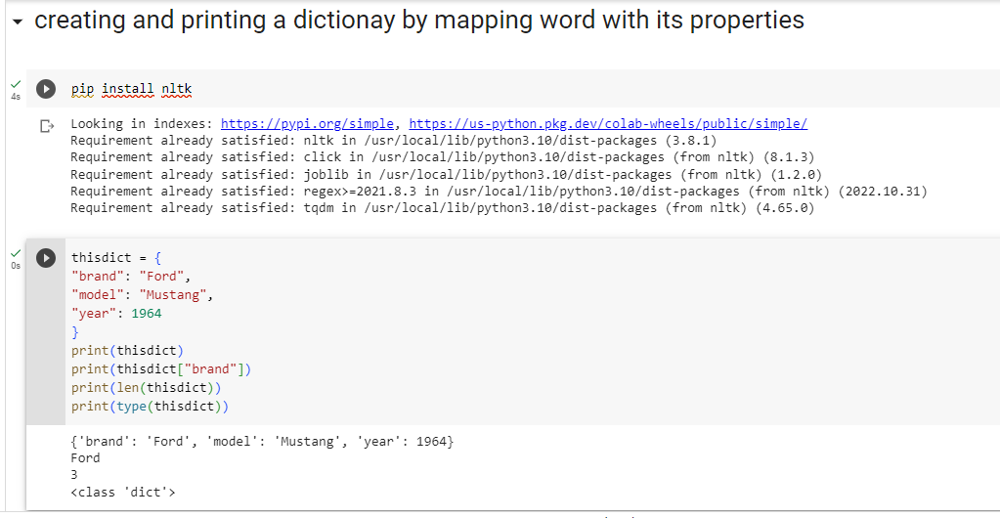 creating and printing a dictionay by mapping word with its properties
4s
pip install nltk
Looking in indexes: https://pypi.org/simple, https://us-python.pkg.dev/colab-wheels/public/simple/
Requirement already satisfied: nltk in /usr/local/lib/python3.10/dist-packages (3.8.1)
Requirement already satisfied: click in /usr/local/lib/python3.10/dist-packages (from nltk) (8.1.3)
Requirement already satisfied: joblib in /usr/local/lib/python3.10/dist-packages (from nltk) (1.2.0)
Requirement already satisfied: regex>=2021.8.3 in /usr/local/lib/python3.10/dist-packages (from nltk) (2022.10.31)
Requirement already satisfied: tqdm in /usr/local/lib/python3.10/dist-packages (from nltk) (4.65.0)
0s
thisdict = {
"brand": "Ford",
"model": "Mustang",
"year": 1964
}
print(thisdict)
print(thisdict["brand"])
print(len(thisdict))
print(type(thisdict))
{'brand': 'Ford', 'model': 'Mustang', 'year': 1964}
Ford
3
<class 'dict'>